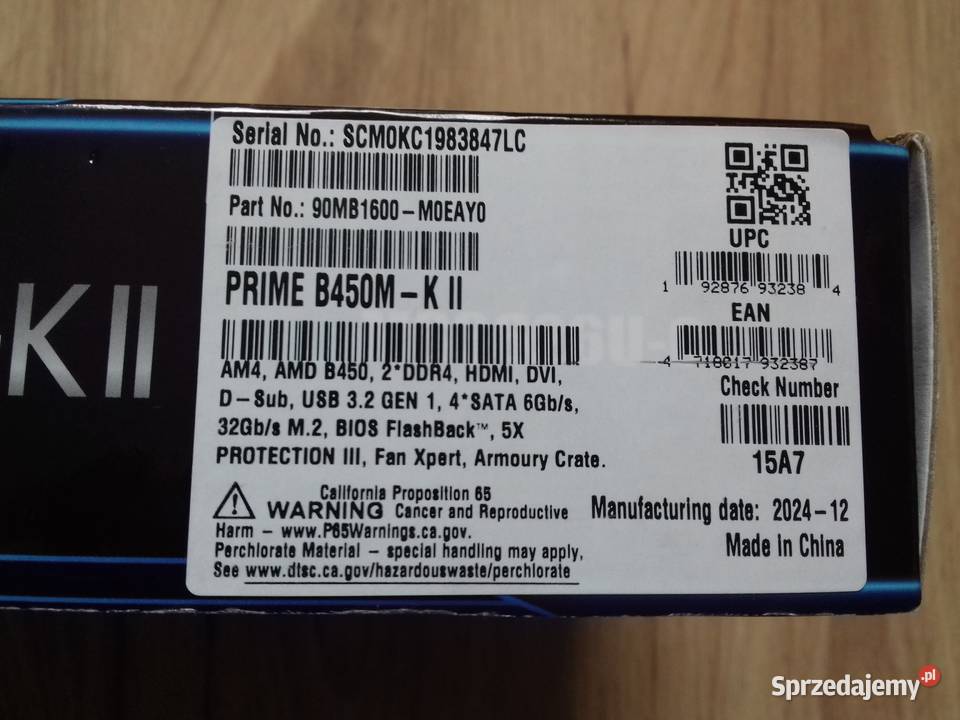 Serial No.: SCM0KC1983847LC
Part No.: 90MB1600-M0EAY0
PRIME B450M-K II
AM4, AMD B450, 2*DDR4, HDMI, DVI,
D-Sub, USB 3.2 GEN 1, 4*SATA 6Gb/s,
32Gb/s M.2, BIOS FlashBack™, 5X
PROTECTION III, Fan Xpert, Armoury Crate.
⚠ WARNING California Proposition 65
Cancer and Reproductive
Harm - www.P65Warnings.ca.gov.
Perchlorate Material - special handling may apply,
See www.dtsc.ca.gov/hazardouswaste/perchlorate
UPC
1 92876 93238 4
EAN
4 718017 932387
Check Number
15A7
Manufacturing date: 2024-12
Made in China
K II
Sprzedajemy.pl